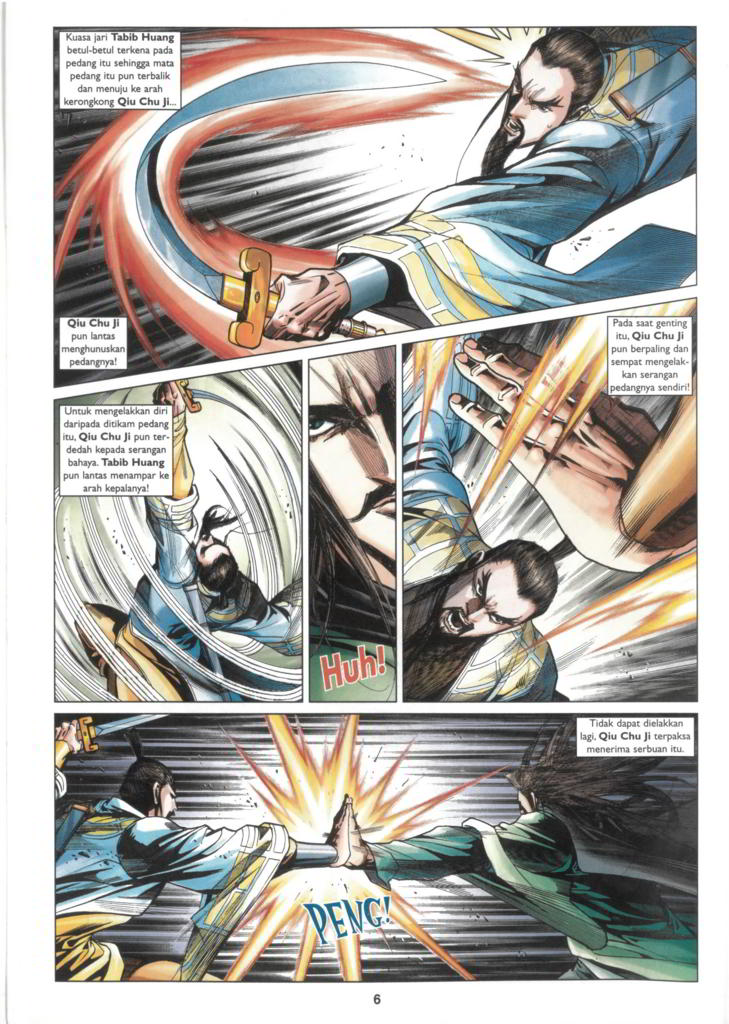 Kuasa jari Tabib Huang
betul-betul terkena pada
pedang itu sehingga mata
pedang itu pun terbalik
dan menuju ke arah
kerongkong Qiu Chu Ji...
Qiu Chu Ji
pun lantas
menghunuskan
pedangnya!
Pada saat genting
itu, Qiu Chu Ji
pun berpaling dan
sempat mengelak-
kan serangan
pedangnya sendiri!
Untuk mengelakkan diri
daripada ditikam pedang
itu, Qiu Chu Ji pun ter-
dedah kepada serangan
bahaya. Tabib Huang
pun lantas menampar ke
arah kepalanya!
Huh!
Tidak dapat dielakkan
lagi, Qiu Chu Ji terpaksa
menerima serbuan itu.
PENG!
6